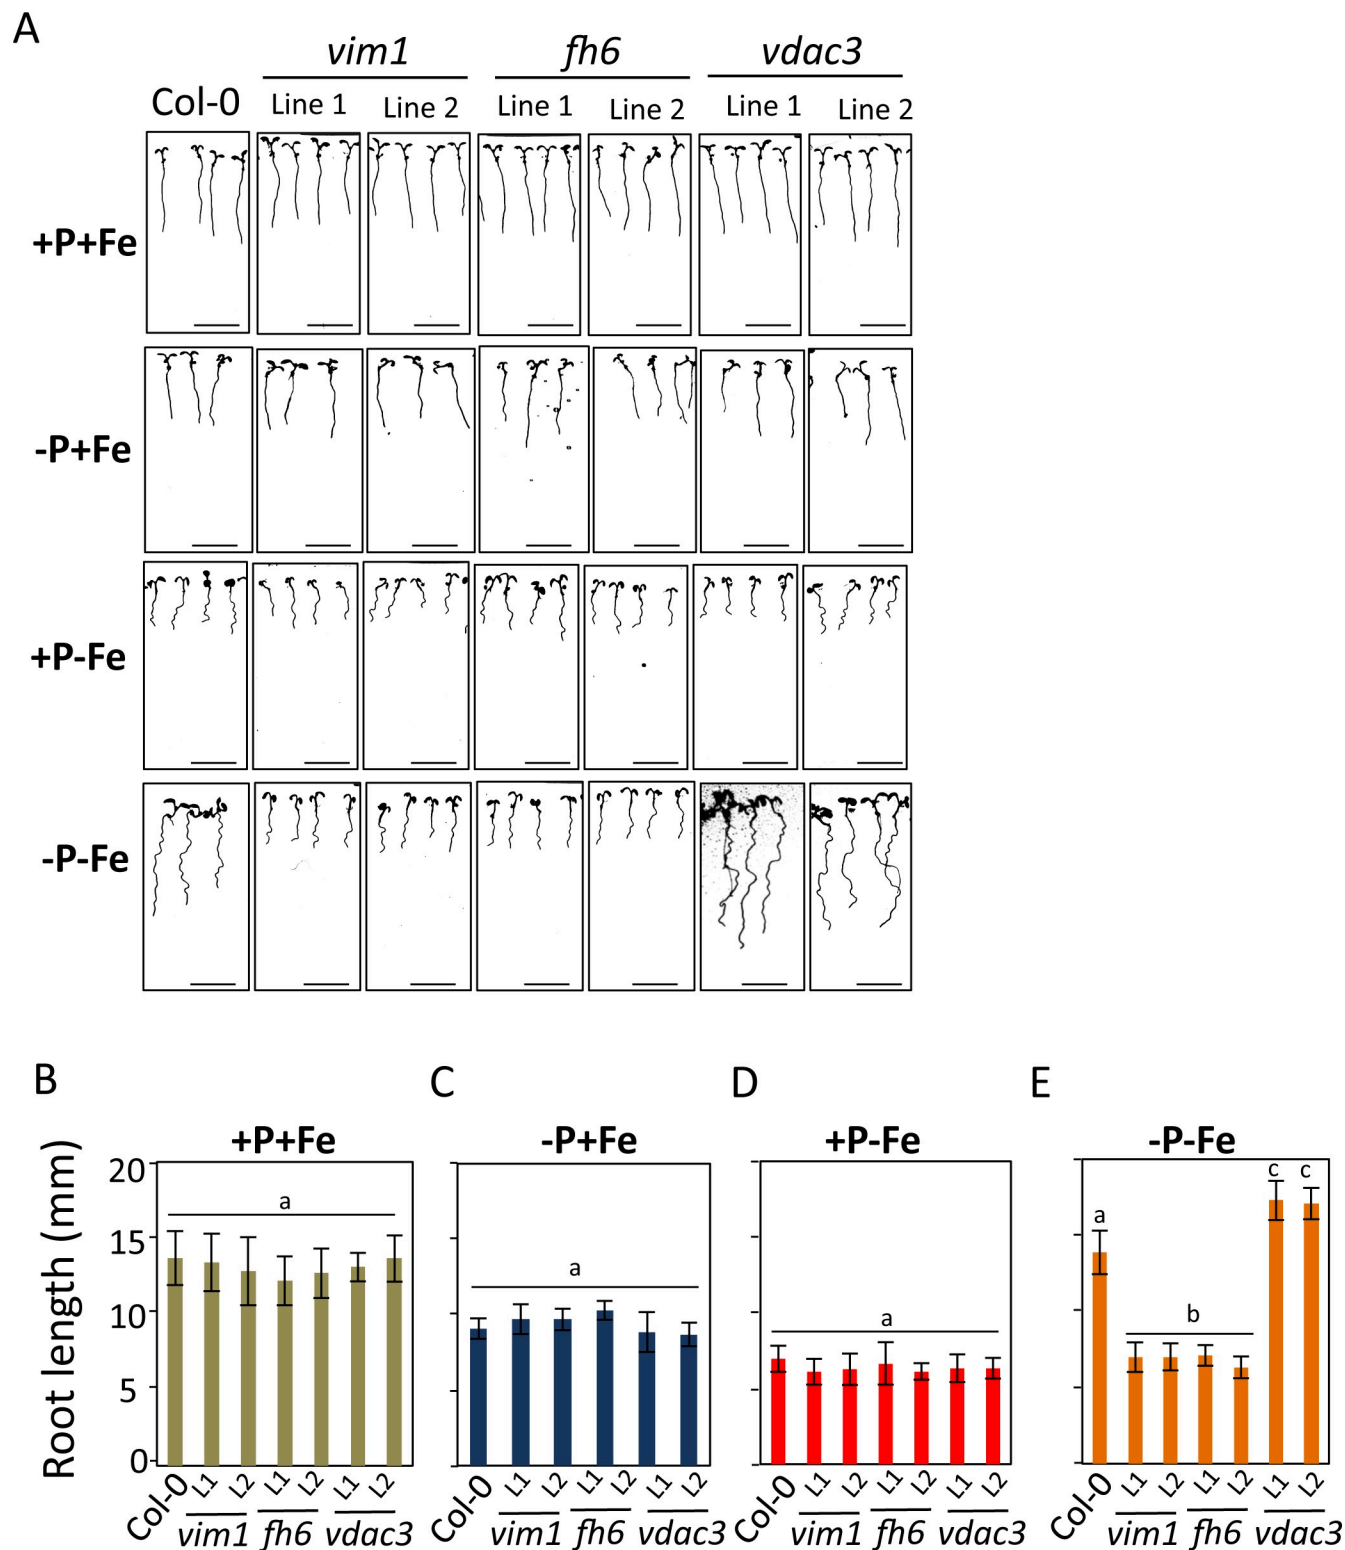 A
vim1 fh6 vdac3
Col-0 Line 1 Line 2 Line 1 Line 2 Line 1 Line 2
+P+Fe
-P+Fe
+P-Fe
-P-Fe
B C D E
+P+Fe -P+Fe +P-Fe -P-Fe
Root length (mm)
20
15
10
5
0
a
a
a
a
b
c c
Col-0 L1 L2 L1 L2 L1 L2
vim1 fh6 vdac3
Col-0 L1 L2 L1 L2 L1 L2
vim1 fh6 vdac3
Col-0 L1 L2 L1 L2 L1 L2
vim1 fh6 vdac3
Col-0 L1 L2 L1 L2 L1 L2
vim1 fh6 vdac3